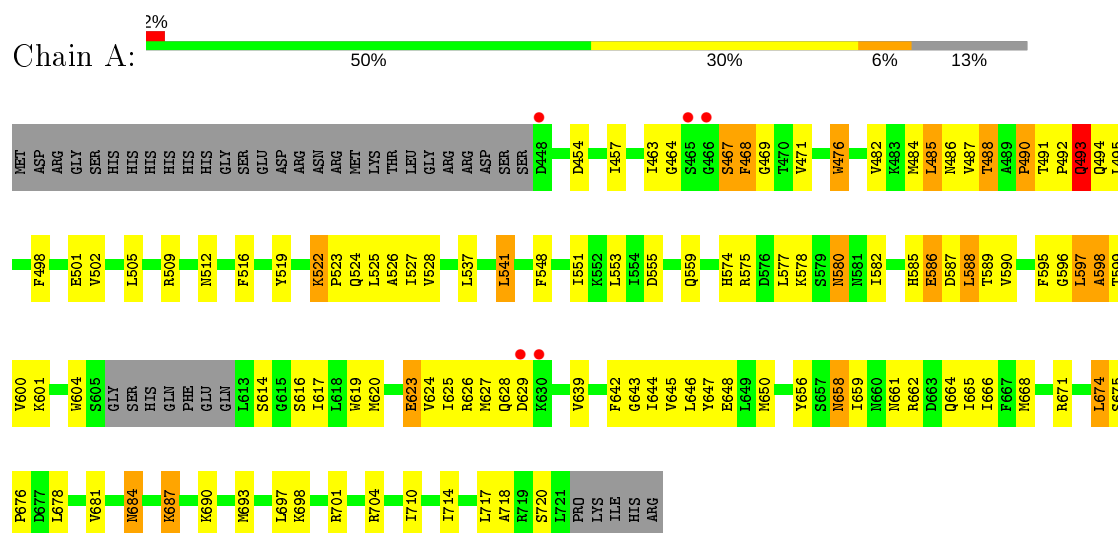 2%
Chain A:
50% 30% 6% 13%
MET ASP ARG GLY SER HIS HIS HIS HIS HIS HIS GLY SER GLU ASP ARG ASN ARG MET LYS THR LEU GLY ARG ARG ASP SER SER D448 D454 I457 I463 G464 S465 G466 S467 F468 G469 T470 V471 W476 V482 K483 M484 L485 N486 V487 T488 A489 P490 T491 P492 Q493 Q494 L495
F498 E501 V502 L505 R509 N512 F516 Y519 K522 P523 Q524 L525 A526 I527 V528 L537 L541 F548 I551 K552 L553 I554 D555 Q559 H574 R575 D576 L577 K578 S579 N580 N581 I582 H585 E586 D587 L588 T589 V590 F595 G596 L597 A598 T599
V600 K601 W604 S605 GLY SER HIS GLN PHE GLU GLN L613 S614 G615 S616 I617 L618 W619 M620 E623 V624 I625 R626 M627 Q628 D629 K630 V639 F642 G643 I644 V645 L646 Y647 E648 L649 M650 Y656 S657 N658 I659 N660 N661 R662 D663 Q664 I665 I666 F667 M668 R671 L674 S675
P676 D677 L678 V681 N684 K687 K690 M693 L697 K698 R701 R704 I710 I714 L717 A718 R719 S720 L721 PRO LYS ILE HIS ARG